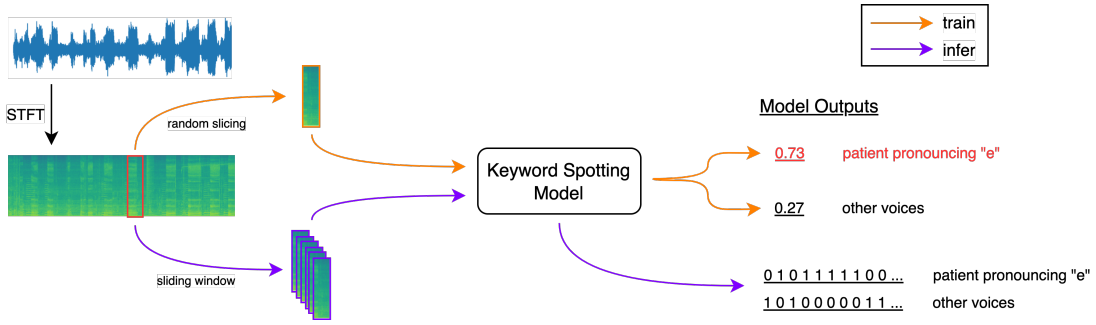 train
infer
STFT
random slicing
Model Outputs
Keyword Spotting
Model
0.73 patient pronouncing "e"
0.27 other voices
sliding window
0 1 0 1 1 1 1 1 0 0 ... patient pronouncing "e"
1 0 1 0 0 0 0 0 1 1 ... other voices